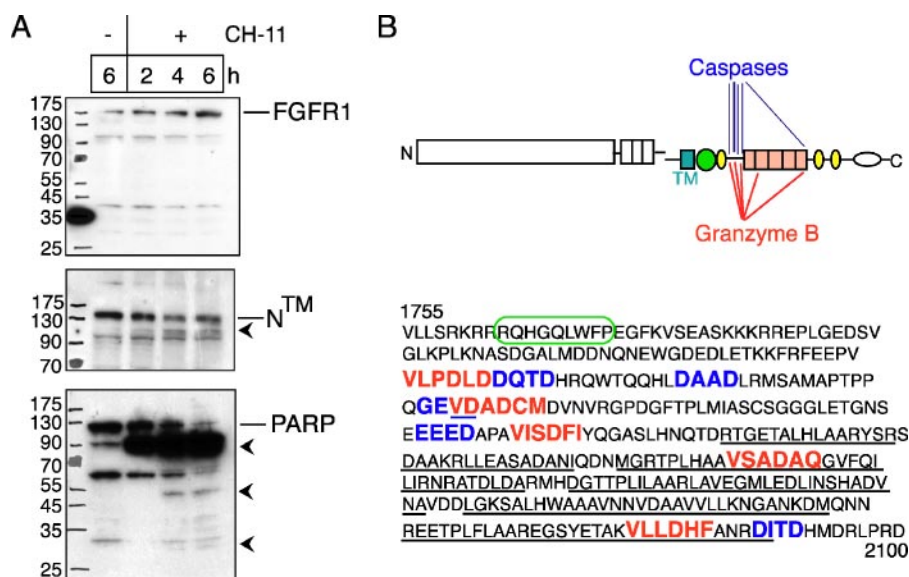 A
- + CH-11
6 2 4 6 h
175
130
90
70
55
45
35
25
FGFR1
175
130
90
70
N^TM
175
130
90
70
55
45
35
25
PARP
B
Caspases
N
TM
C
Granzyme B
1755
VLLSRKRRRQHGQLWFPEGFKVSEASKKKRREPLGEDSV
GLKPLKNASDGALMDDNQNEWGDEDLETKKFRFEEPV
VLPDLDDQTDHRQWTQQHLDAADLRMSAMAPTPP
QGEVDADCMDVNVRGPDGFTPLMIASCSGGGLETGNS
EEEEDAPAVISDFIYQGASLHNQTDRTGETALHLAARYSRS
DAAKRLLEASADANIQDNMGRTPLHAAVSADAQGVFQI
LIRNRATDLDARMHDGTTPLILAARLAVEGMLEDLINSHADV
NAVDDLGKSALHWAAAVNNVDAAVVLLKNGANKDMQNN
REETPLFLAAREGSYETAKVLLDHFANRDITDHMDRLPRD
2100